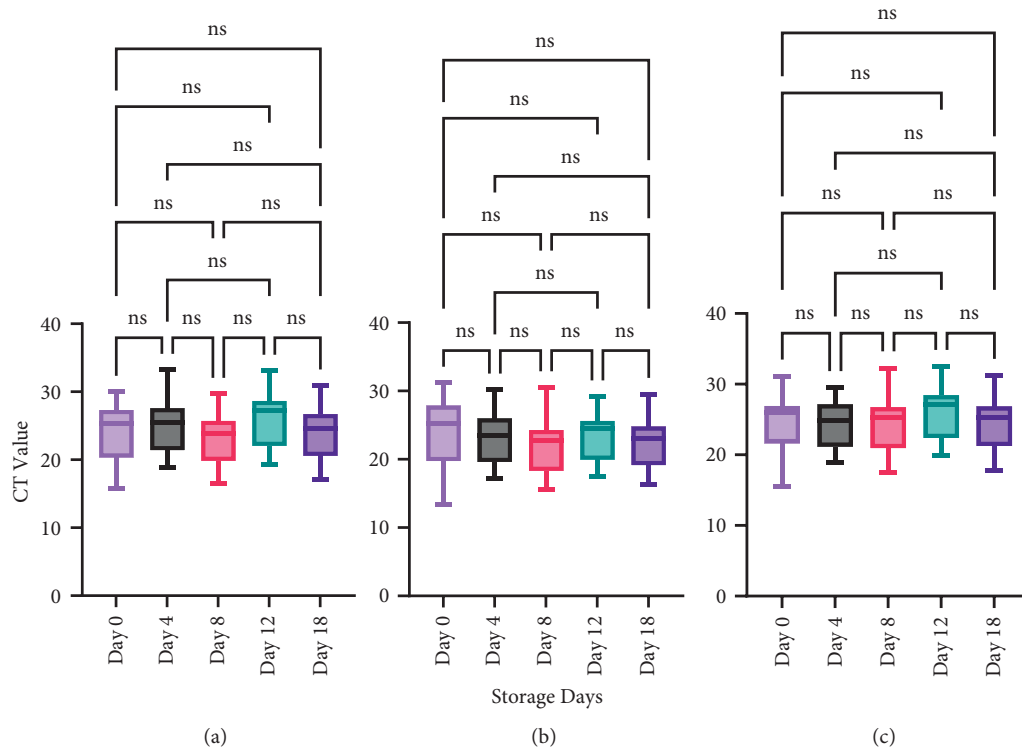 ns
ns
ns
ns ns
ns
ns ns ns ns
CT Value
40
30
20
10
0
Day 0
Day 4
Day 8
Day 12
Day 18
(a)
ns
ns
ns
ns ns
ns
ns ns ns ns
40
30
20
10
0
Day 0
Day 4
Day 8
Day 12
Day 18
Storage Days
(b)
ns
ns
ns
ns ns
ns
ns ns ns ns
40
30
20
10
0
Day 0
Day 4
Day 8
Day 12
Day 18
(c)